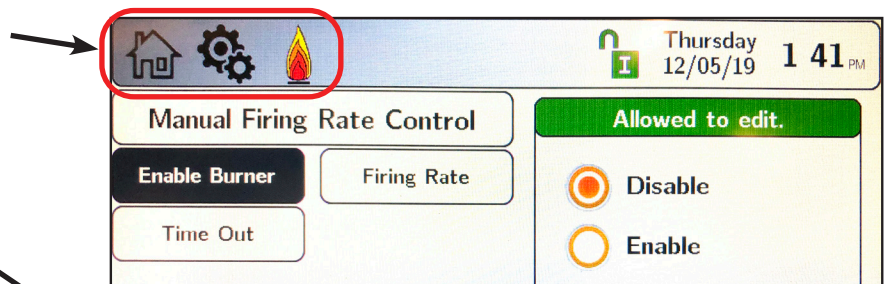 Thursday
12/05/19
1 41 PM
I
Manual Firing Rate Control
Allowed to edit.
Enable Burner
Firing Rate
Disable
Time Out
Enable